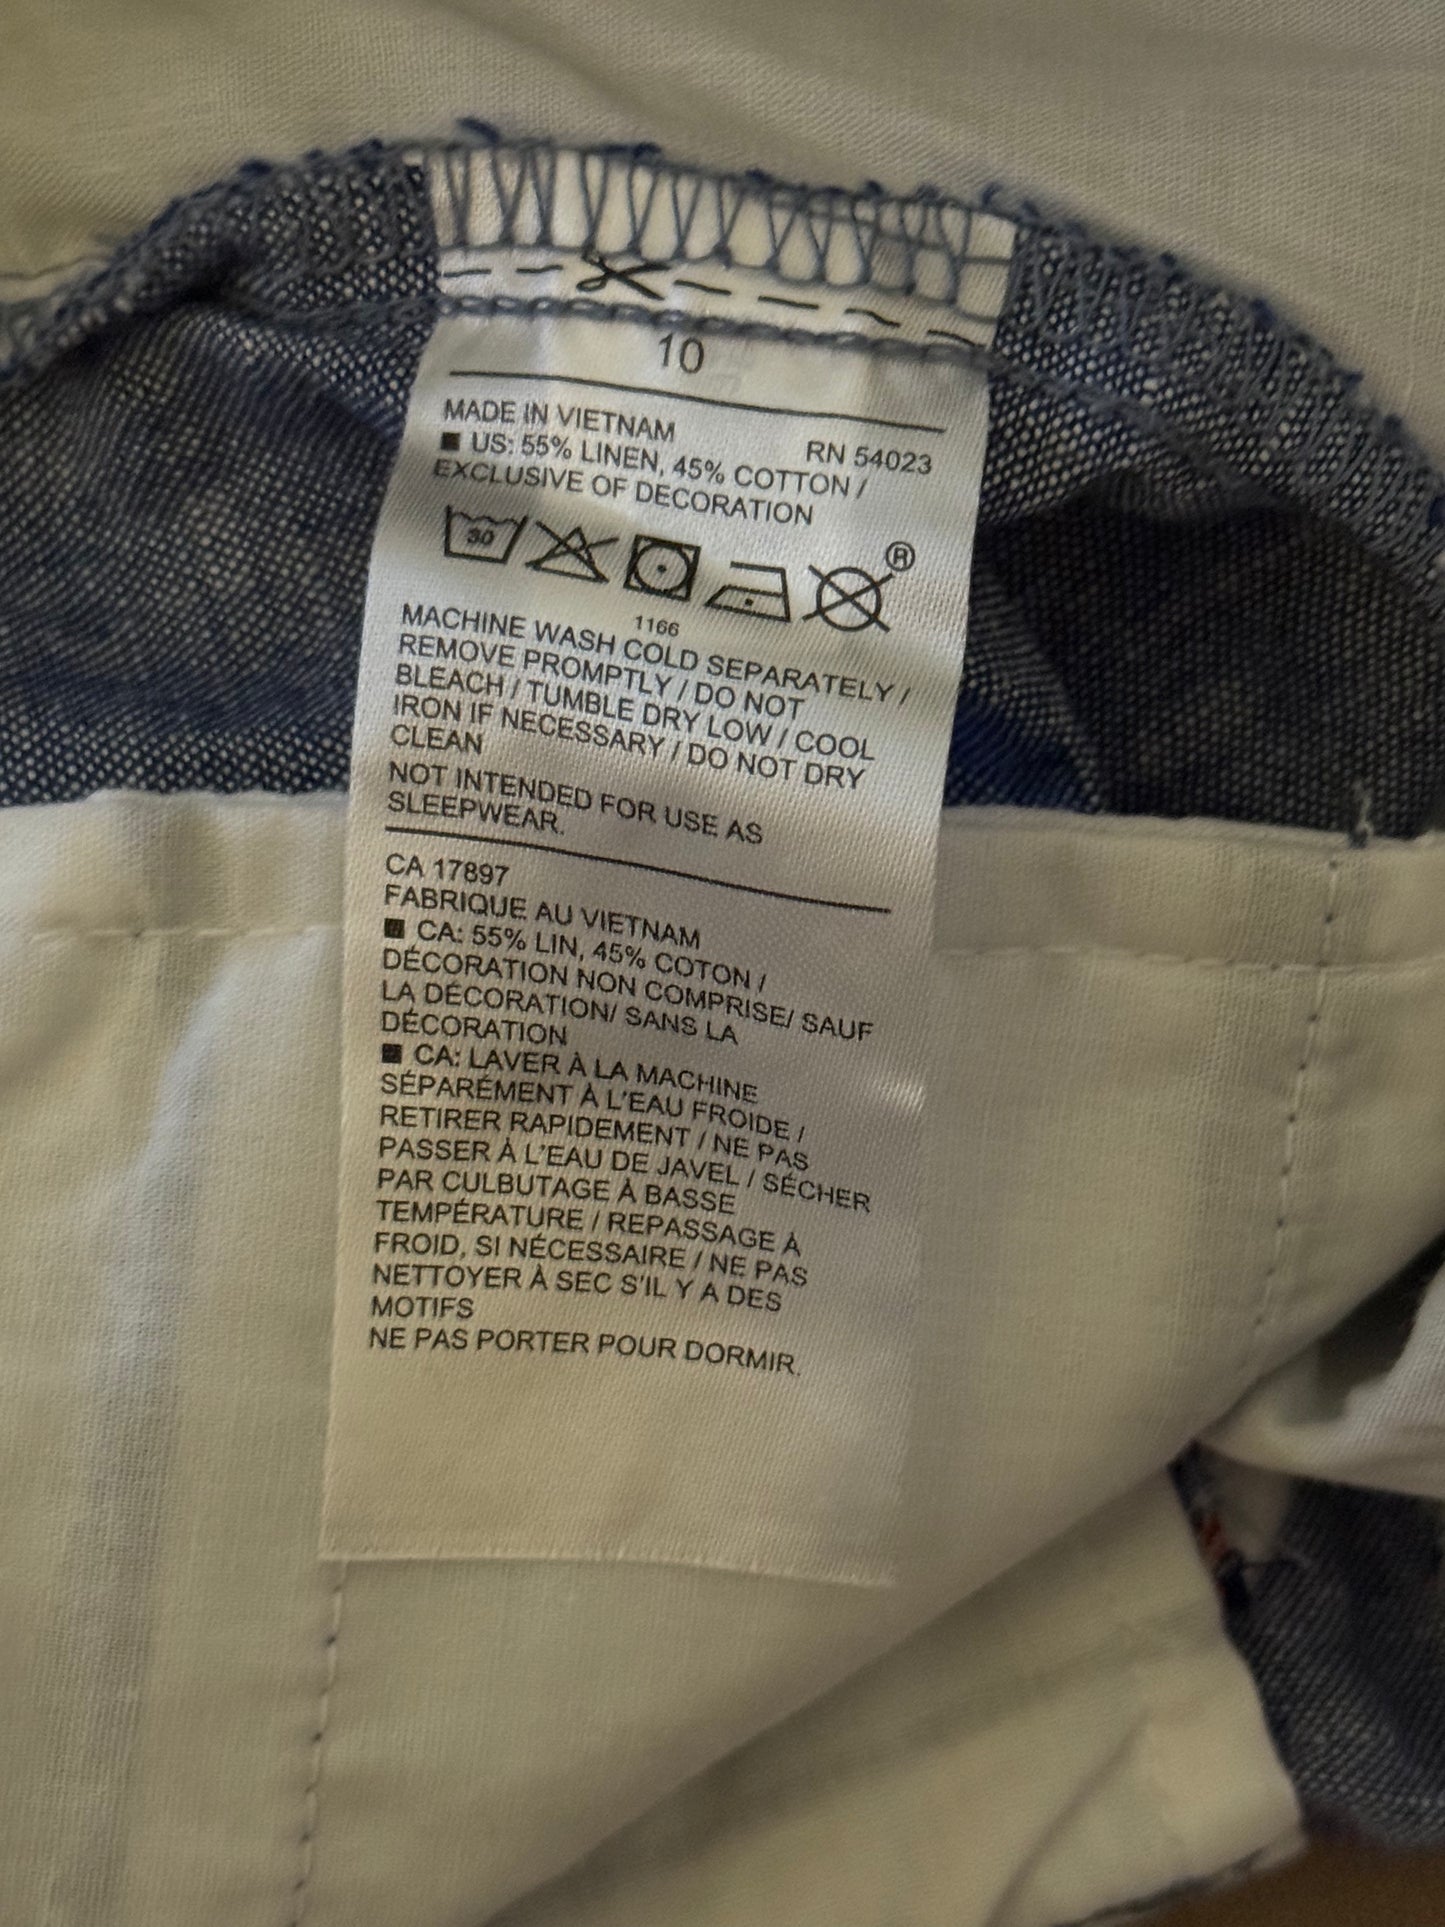 10
MADE IN VIETNAM RN 54023
■ US: 55% LINEN, 45% COTTON /
EXCLUSIVE OF DECORATION
30
®
1166
MACHINE WASH COLD SEPARATELY /
REMOVE PROMPTLY / DO NOT
BLEACH / TUMBLE DRY LOW / COOL
IRON IF NECESSARY / DO NOT DRY
CLEAN
NOT INTENDED FOR USE AS
SLEEPWEAR.
CA 17897
FABRIQUE AU VIETNAM
■ CA: 55% LIN, 45% COTON /
DÉCORATION NON COMPRISE/ SAUF
LA DÉCORATION/ SANS LA
DÉCORATION
■ CA: LAVER À LA MACHINE
SÉPARÉMENT À L'EAU FROIDE /
RETIRER RAPIDEMENT / NE PAS
PASSER À L'EAU DE JAVEL / SÉCHER
PAR CULBUTAGE À BASSE
TEMPÉRATURE / REPASSAGE À
FROID, SI NÉCESSAIRE / NE PAS
NETTOYER À SEC S'IL Y A DES
MOTIFS
NE PAS PORTER POUR DORMIR.